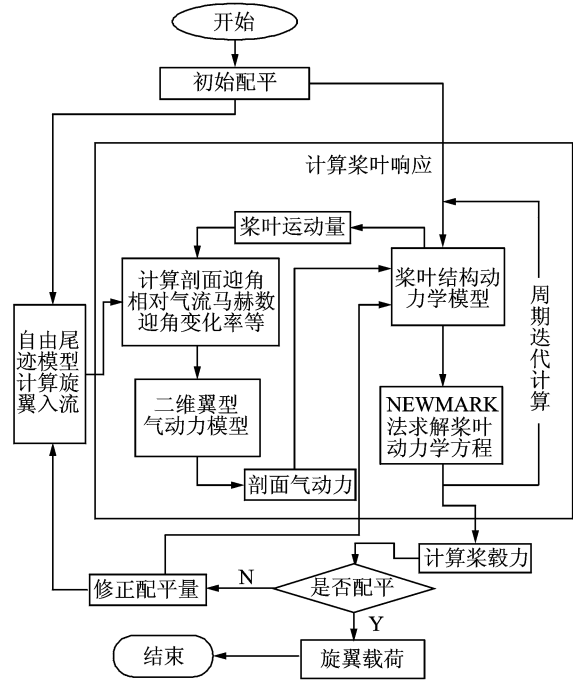 开始
初始配平
计算桨叶响应
桨叶运动量
计算剖面迎角
相对气流马赫数
迎角变化率等
桨叶结构动
力学模型
周期迭代计算
自由尾
迹模型
计算旋
翼入流
二维翼型
气动力模型
NEWMARK
法求解桨叶
动力学方程
剖面气动力
计算桨毂力
是否配平
N
修正配平量
Y
旋翼载荷
结束